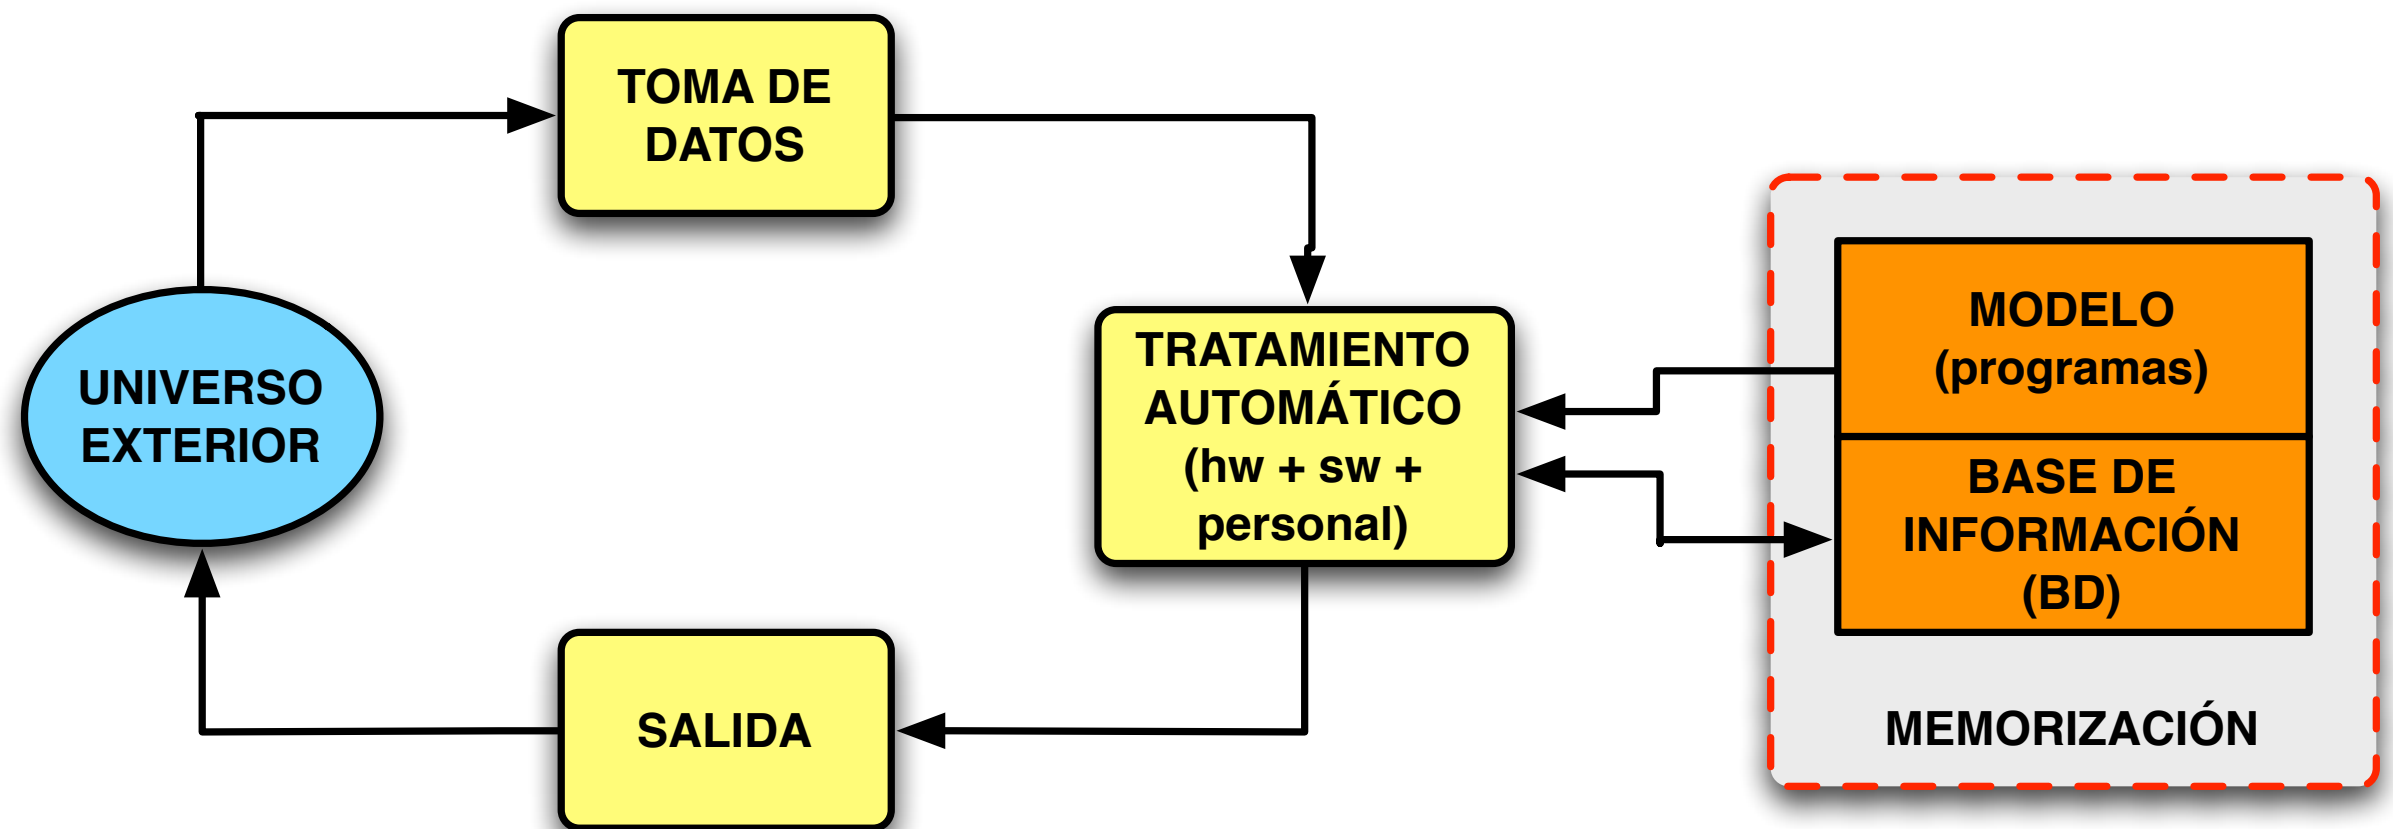 TOMA DE
DATOS
UNIVERSO
EXTERIOR
TRATAMIENTO
AUTOMÁTICO
(hw + sw +
personal)
MODELO
(programas)
BASE DE
INFORMACIÓN
(BD)
MEMORIZACIÓN
SALIDA